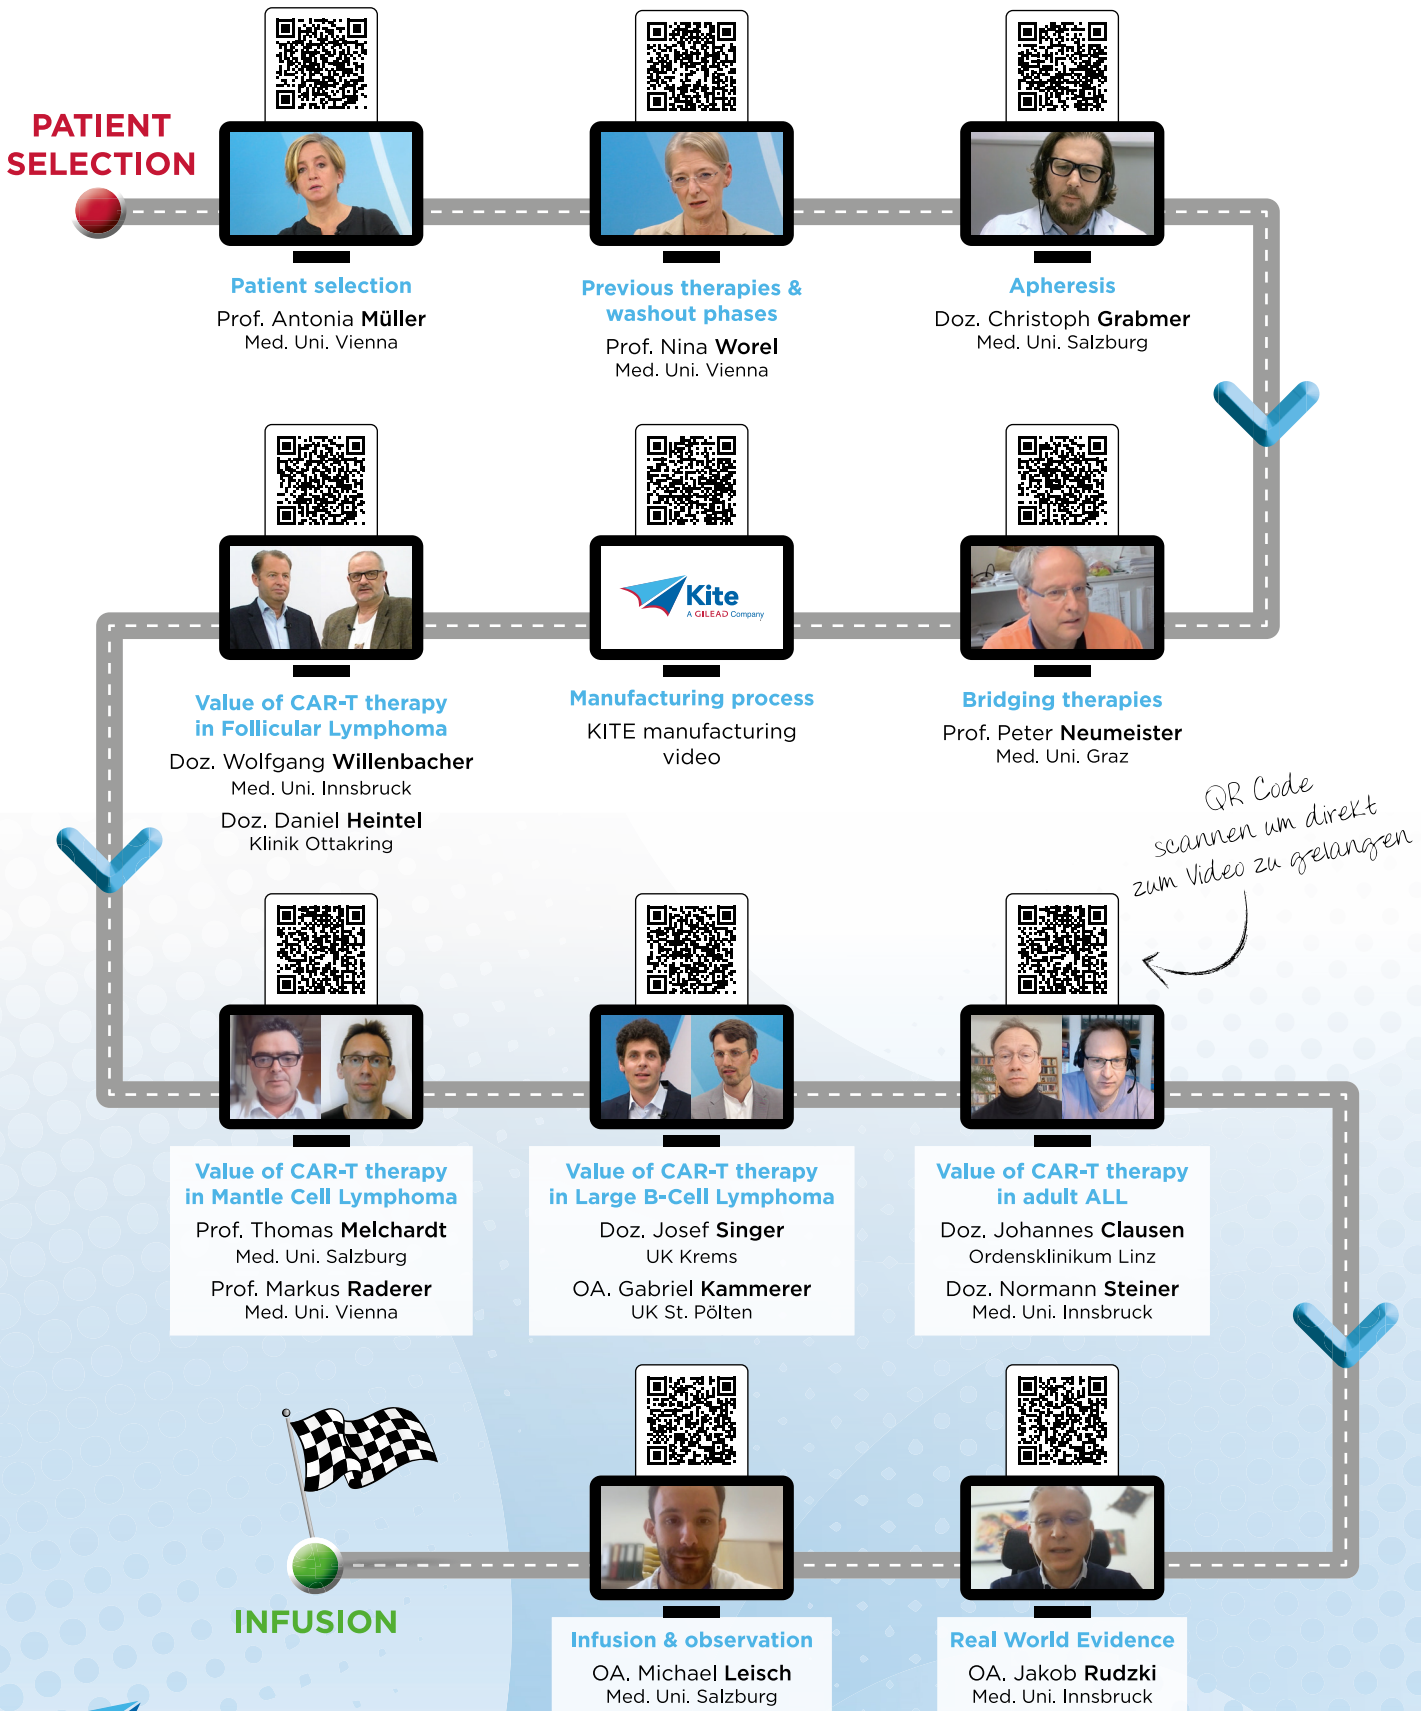 PATIENT
SELECTION
Patient selection
Prof. Antonia Müller
Med. Uni. Vienna
Previous therapies &
washout phases
Prof. Nina Worel
Med. Uni. Vienna
Apheresis
Doz. Christoph Grabmer
Med. Uni. Salzburg
Value of CAR-T therapy
in Follicular Lymphoma
Doz. Wolfgang Willenbacher
Med. Uni. Innsbruck
Doz. Daniel Heintel
Klinik Ottakring
Kite
A GILEAD Company
Manufacturing process
KITE manufacturing
video
Bridging therapies
Prof. Peter Neumeister
Med. Uni. Graz
QR Code
scannen um direkt
zum Video zu gelangen
Value of CAR-T therapy
in Mantle Cell Lymphoma
Prof. Thomas Melchardt
Med. Uni. Salzburg
Prof. Markus Raderer
Med. Uni. Vienna
Value of CAR-T therapy
in Large B-Cell Lymphoma
Doz. Josef Singer
UK Krems
OA. Gabriel Kammerer
UK St. Pölten
Value of CAR-T therapy
in adult ALL
Doz. Johannes Clausen
Ordensklinikum Linz
Doz. Normann Steiner
Med. Uni. Innsbruck
INFUSION
Infusion & observation
OA. Michael Leisch
Med. Uni. Salzburg
Real World Evidence
OA. Jakob Rudzki
Med. Uni. Innsbruck